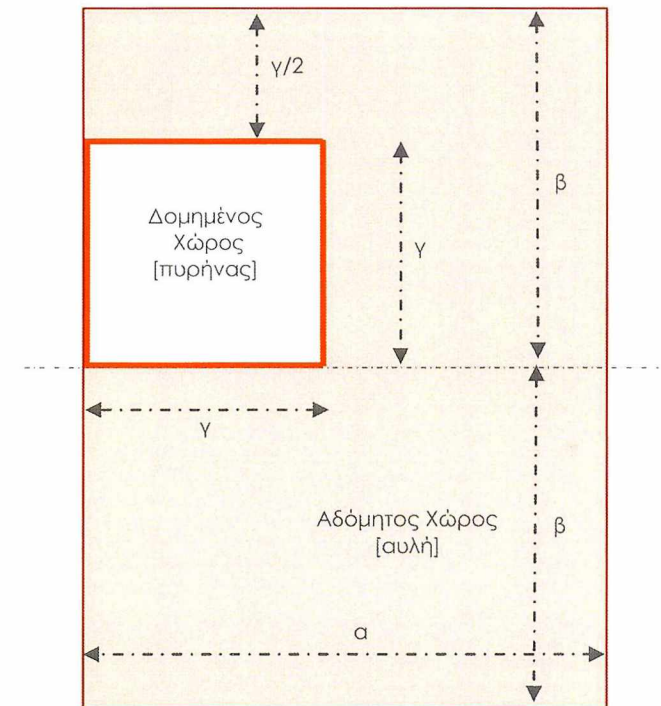 γ/2
β
Δομημένος
Χώρος
[πυρήνας]
γ
γ
Αδόμητος Χώρος
[αυλή]
β
α